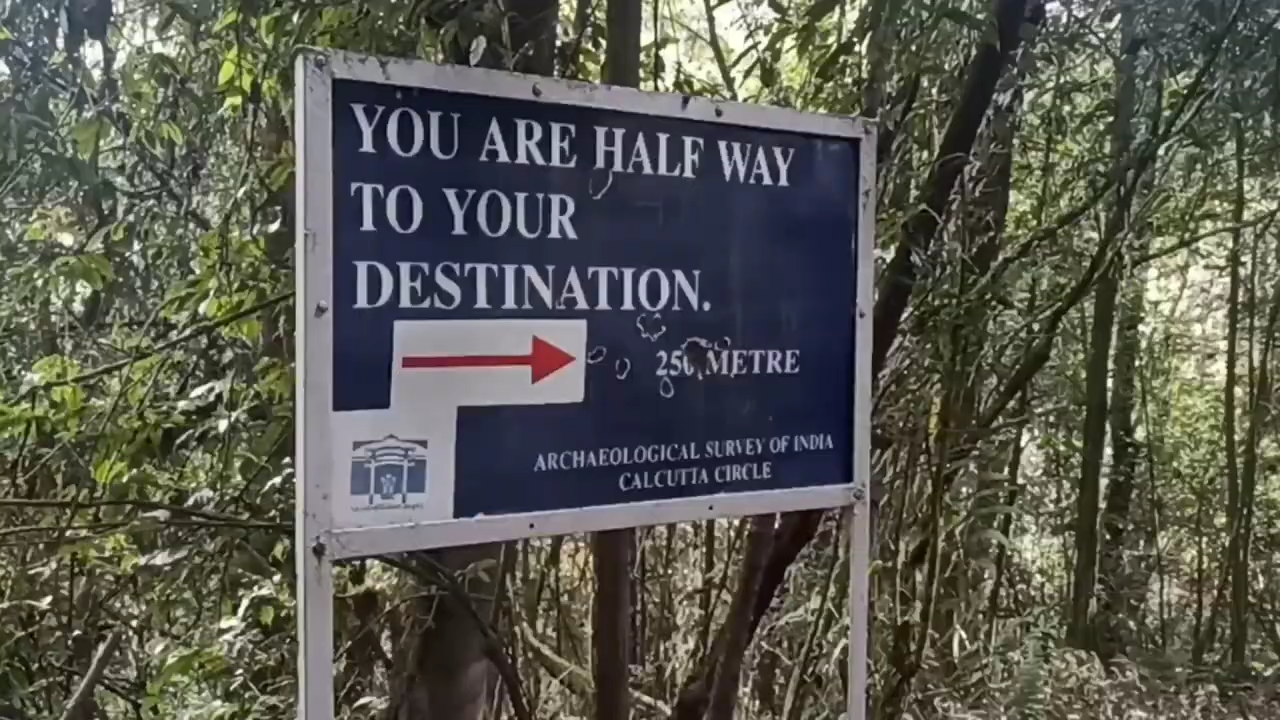 YOU ARE HALF WAY
TO YOUR
DESTINATION.
250 METRE
ARCHAEOLOGICAL SURVEY OF INDIA
CALCUTTA CIRCLE